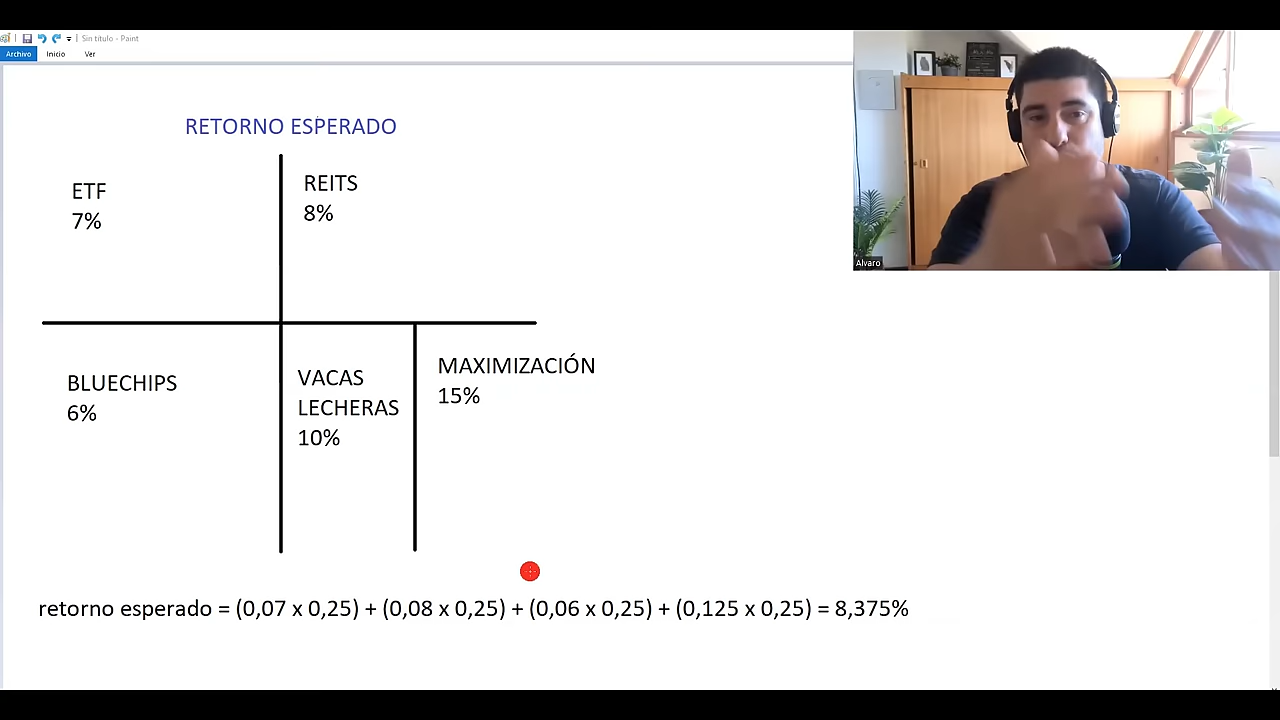 Sin título - Paint
Archivo Inicio Ver
RETORNO ESPERADO
ETF
7%
REITS
8%
BLUECHIPS
6%
VACAS
LECHERAS
10%
MAXIMIZACIÓN
15%
retorno esperado = (0,07 x 0,25) + (0,08 x 0,25) + (0,06 x 0,25) + (0,125 x 0,25) = 8,375%
Alvaro